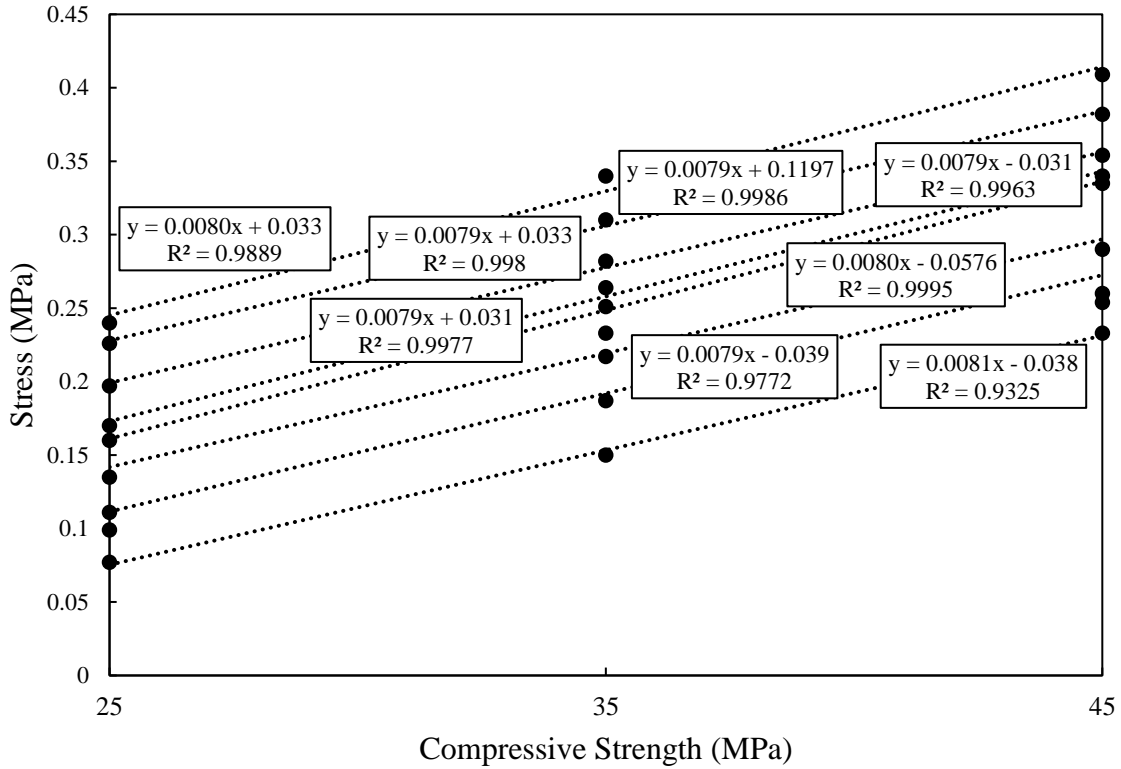 0.45
0.4
0.35
0.3
0.25
0.2
0.15
0.1
0.05
0
Stress (MPa)
y = 0.0080x + 0.033
R² = 0.9889
y = 0.0079x + 0.033
R² = 0.998
y = 0.0079x + 0.1197
R² = 0.9986
y = 0.0079x - 0.031
R² = 0.9963
y = 0.0079x + 0.031
R² = 0.9977
y = 0.0080x - 0.0576
R² = 0.9995
y = 0.0079x - 0.039
R² = 0.9772
y = 0.0081x - 0.038
R² = 0.9325
25
35
45
Compressive Strength (MPa)